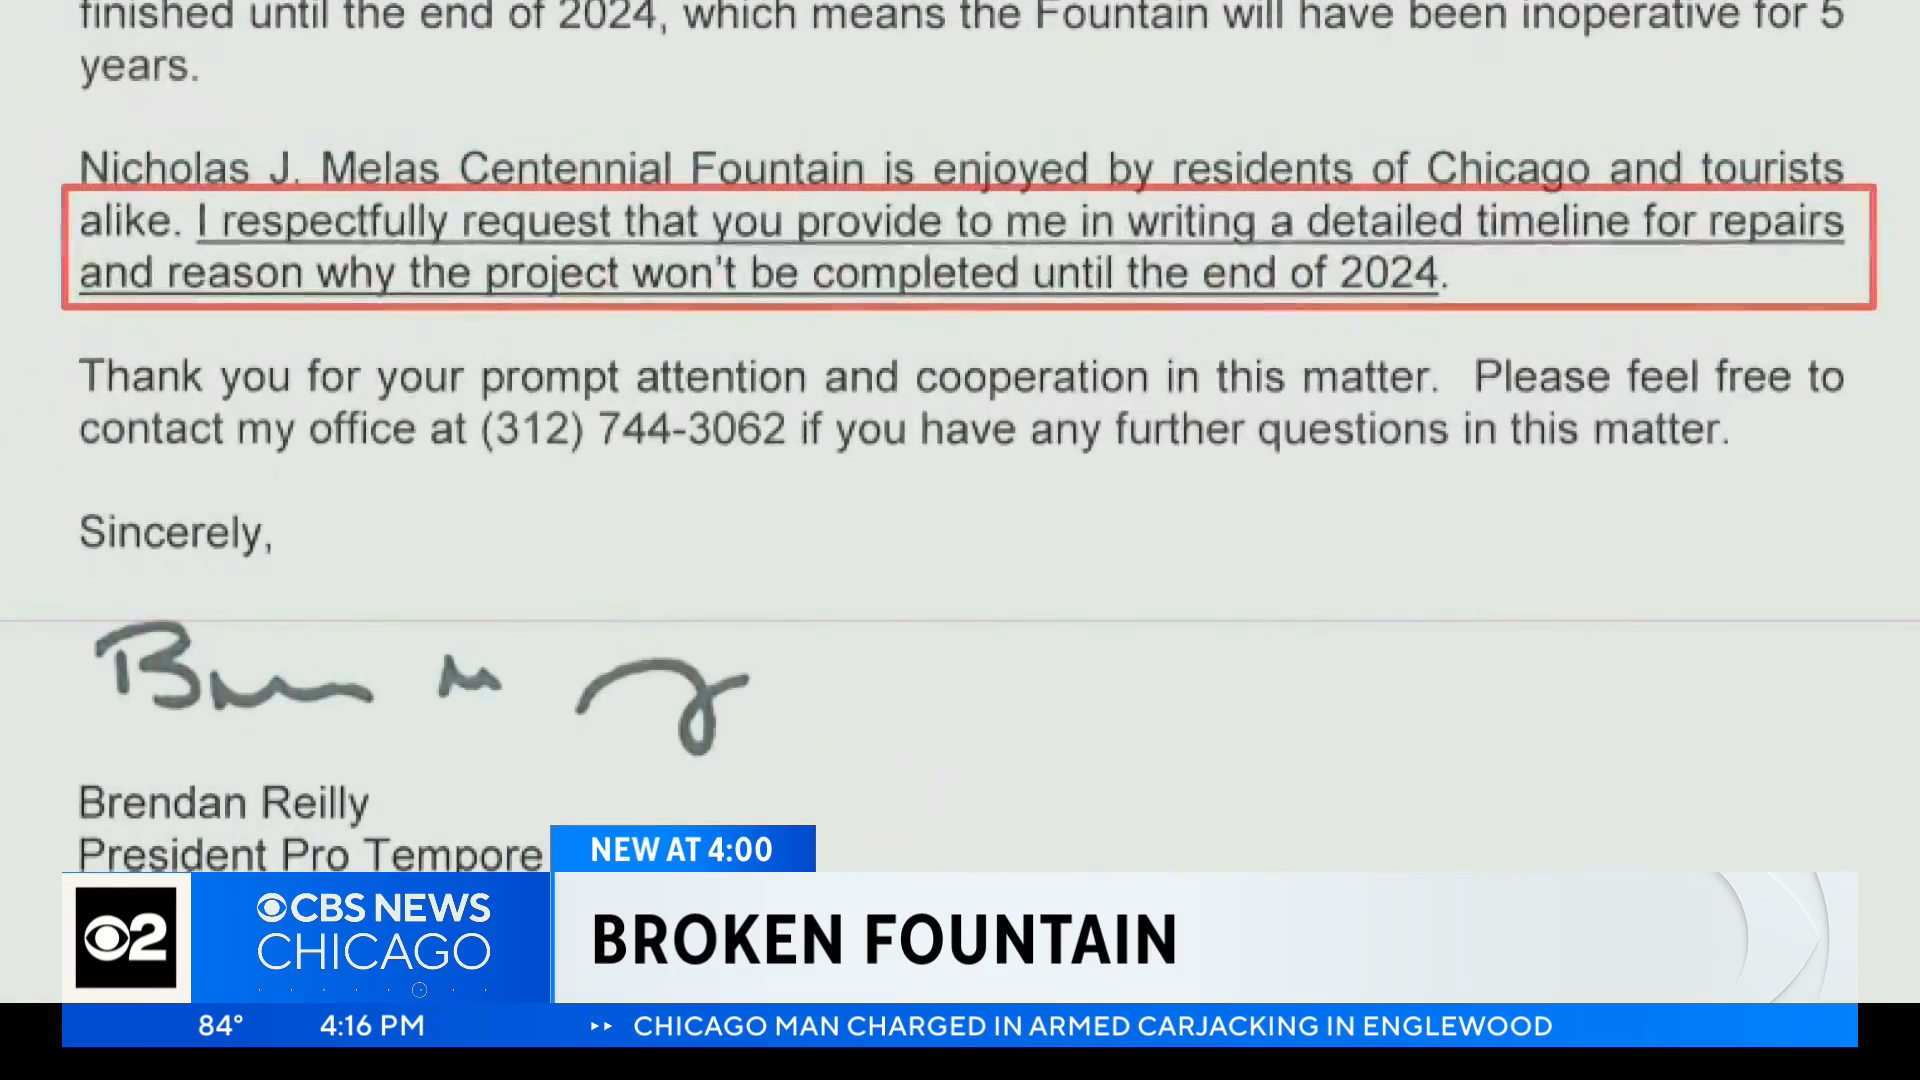 finished until the end of 2024, which means the Fountain will have been inoperative for 5
years.
Nicholas J. Melas Centennial Fountain is enjoyed by residents of Chicago and tourists
alike. I respectfully request that you provide to me in writing a detailed timeline for repairs
and reason why the project won't be completed until the end of 2024.
Thank you for your prompt attention and cooperation in this matter. Please feel free to
contact my office at (312) 744-3062 if you have any further questions in this matter.
Sincerely,
Brendan Reilly
President Pro Tempore
NEW AT 4:00
2
CBS NEWS
CHICAGO
BROKEN FOUNTAIN
84° 4:16 PM CHICAGO MAN CHARGED IN ARMED CARJACKING IN ENGLEWOOD